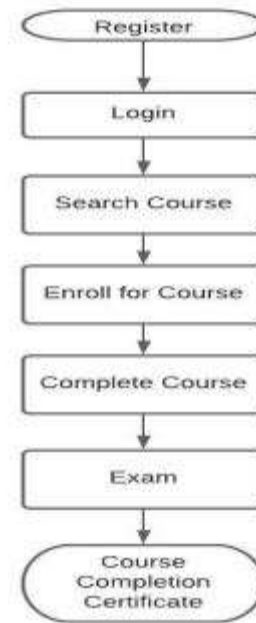 Register
Login
Search Course
Enroll for Course
Complete Course
Exam
Course
Completion
Certificate